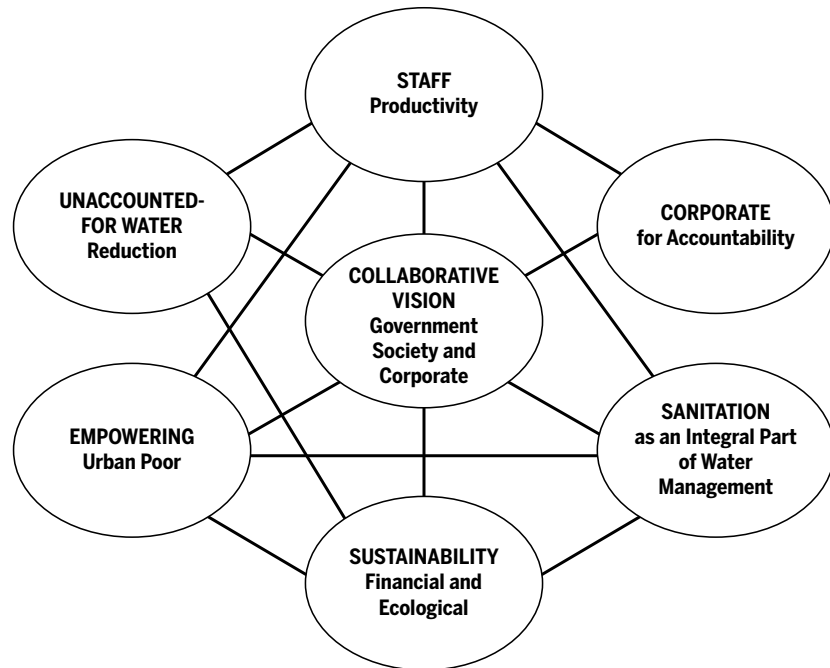 STAFF
Productivity
UNACCOUNTED-
FOR WATER
Reduction
CORPORATE
for Accountability
COLLABORATIVE
VISION
Government
Society and
Corporate
EMPOWERING
Urban Poor
SANITATION
as an Integral Part
of Water
Management
SUSTAINABILITY
Financial and
Ecological